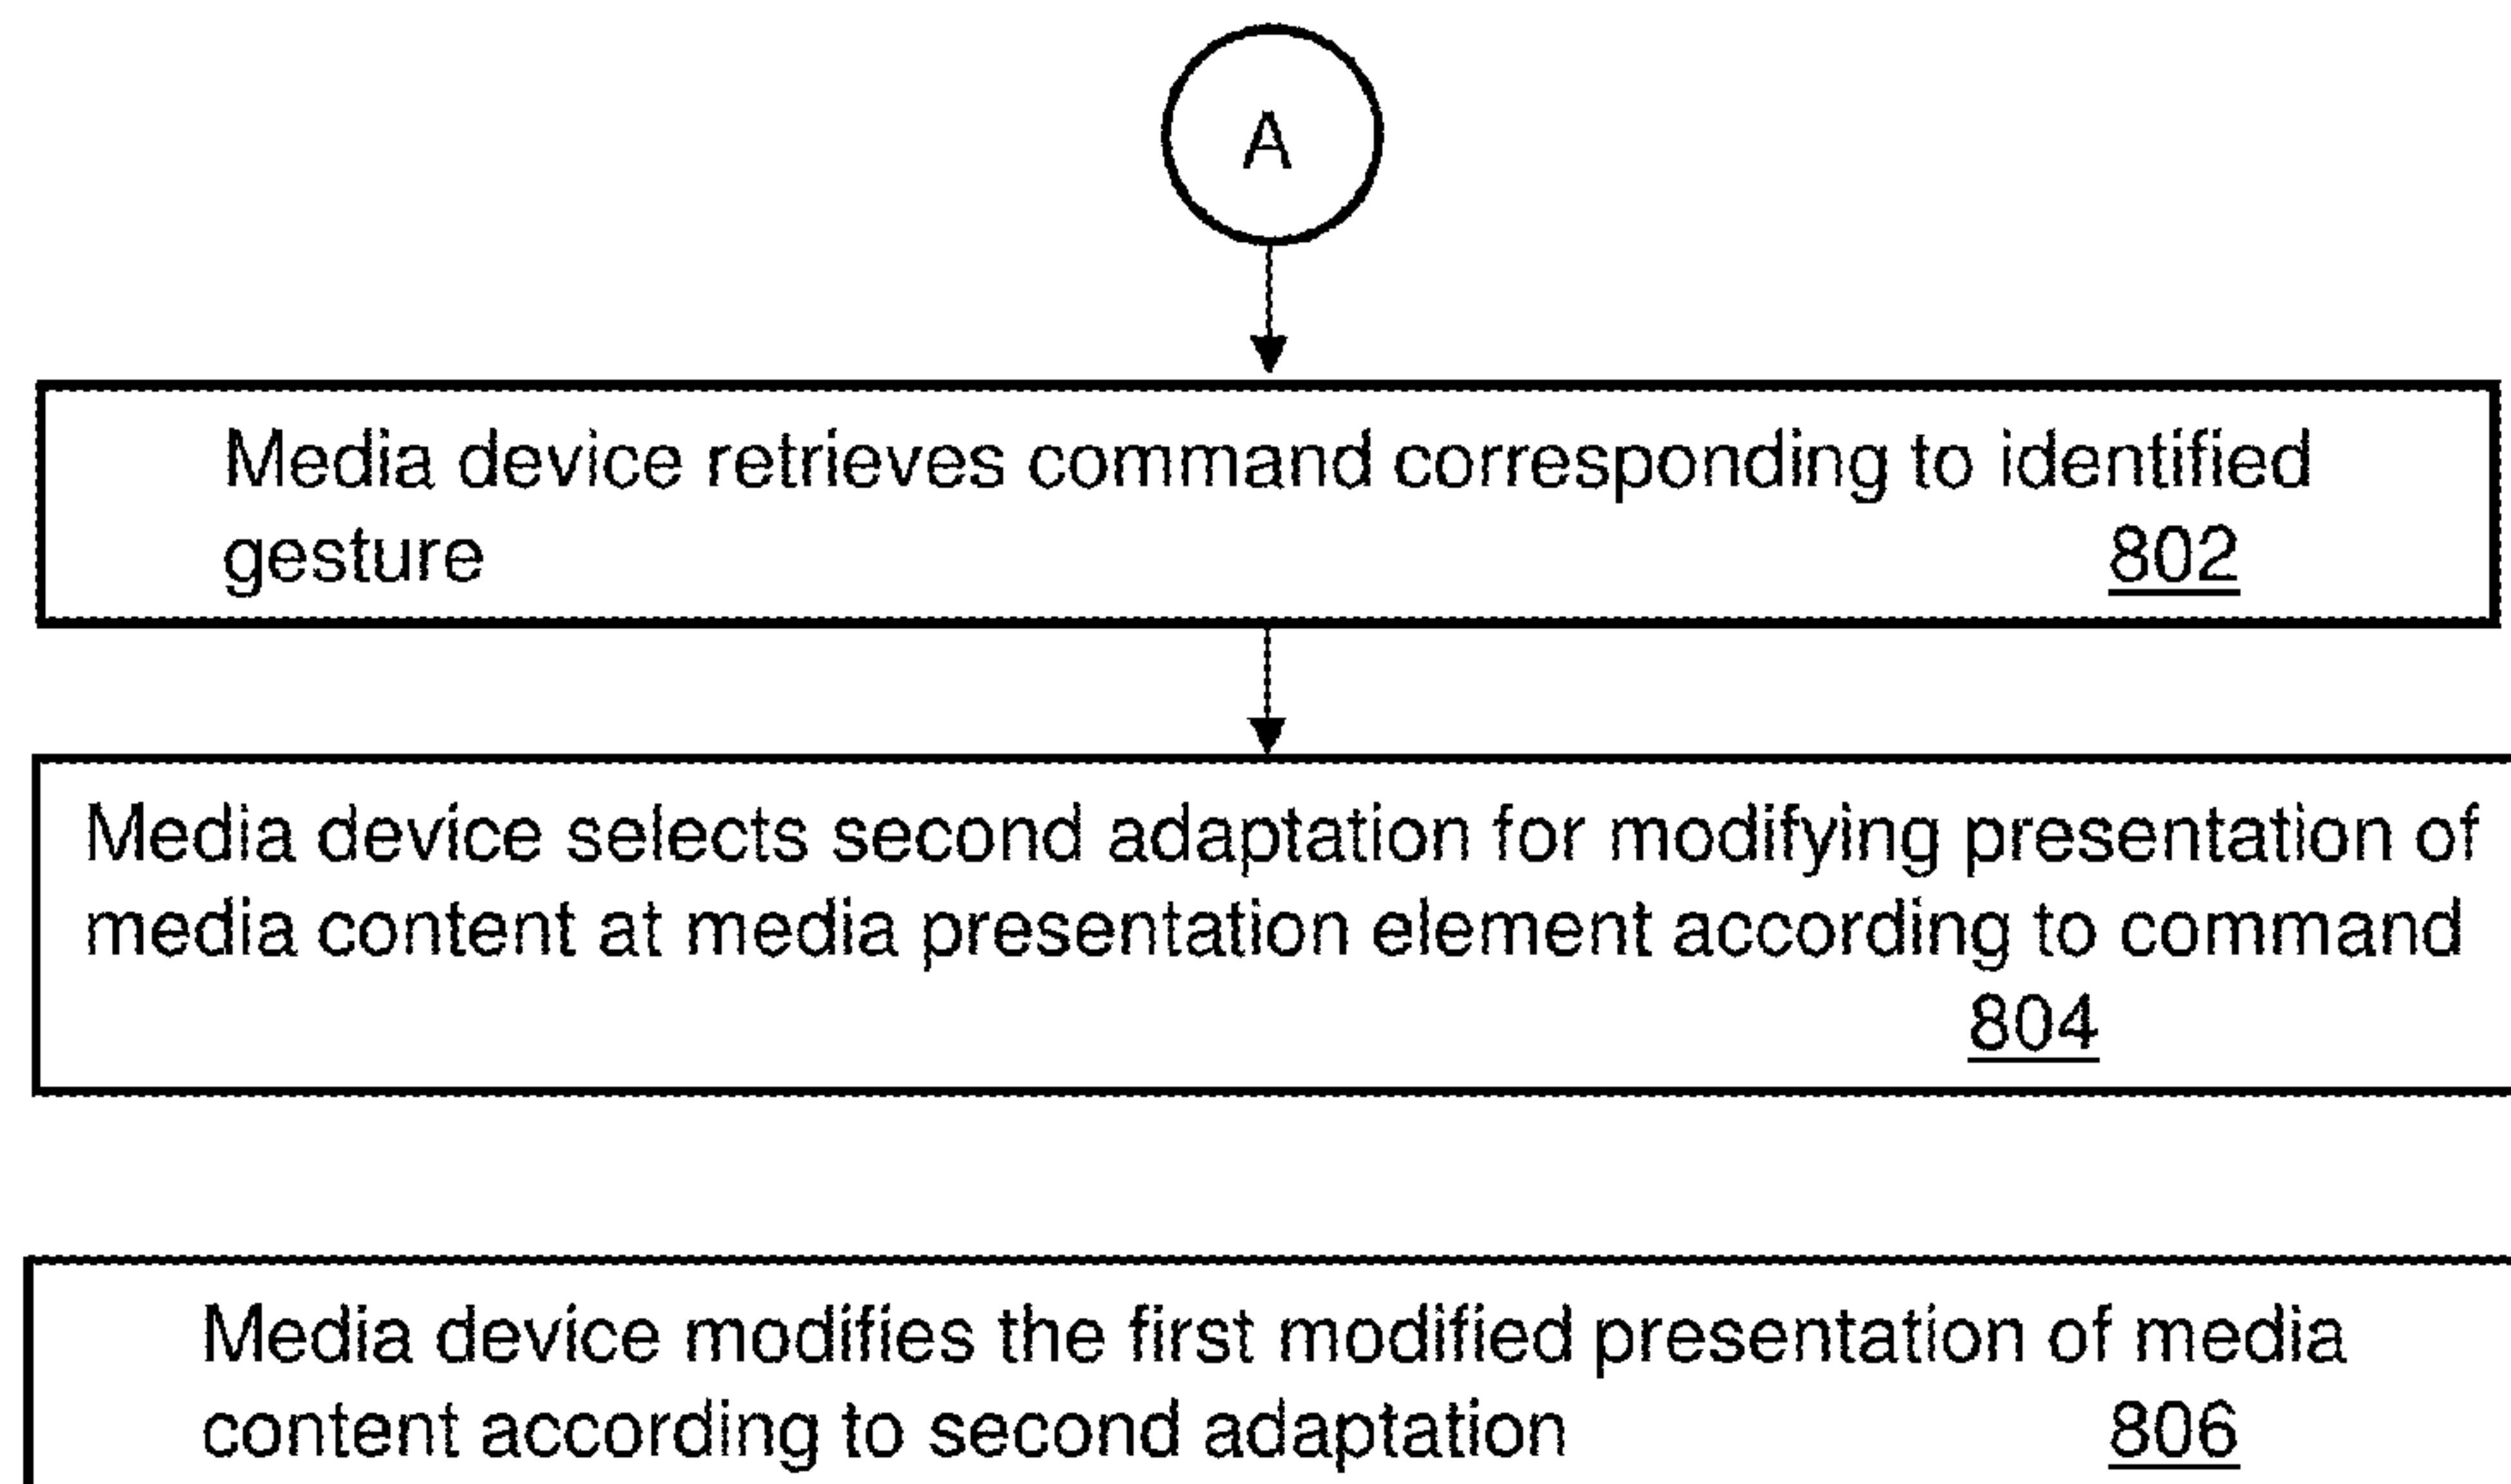 A
Media device retrieves command corresponding to identified
gesture 802
Media device selects second adaptation for modifying presentation of
media content at media presentation element according to command
804
Media device modifies the first modified presentation of media
content according to second adaptation 806